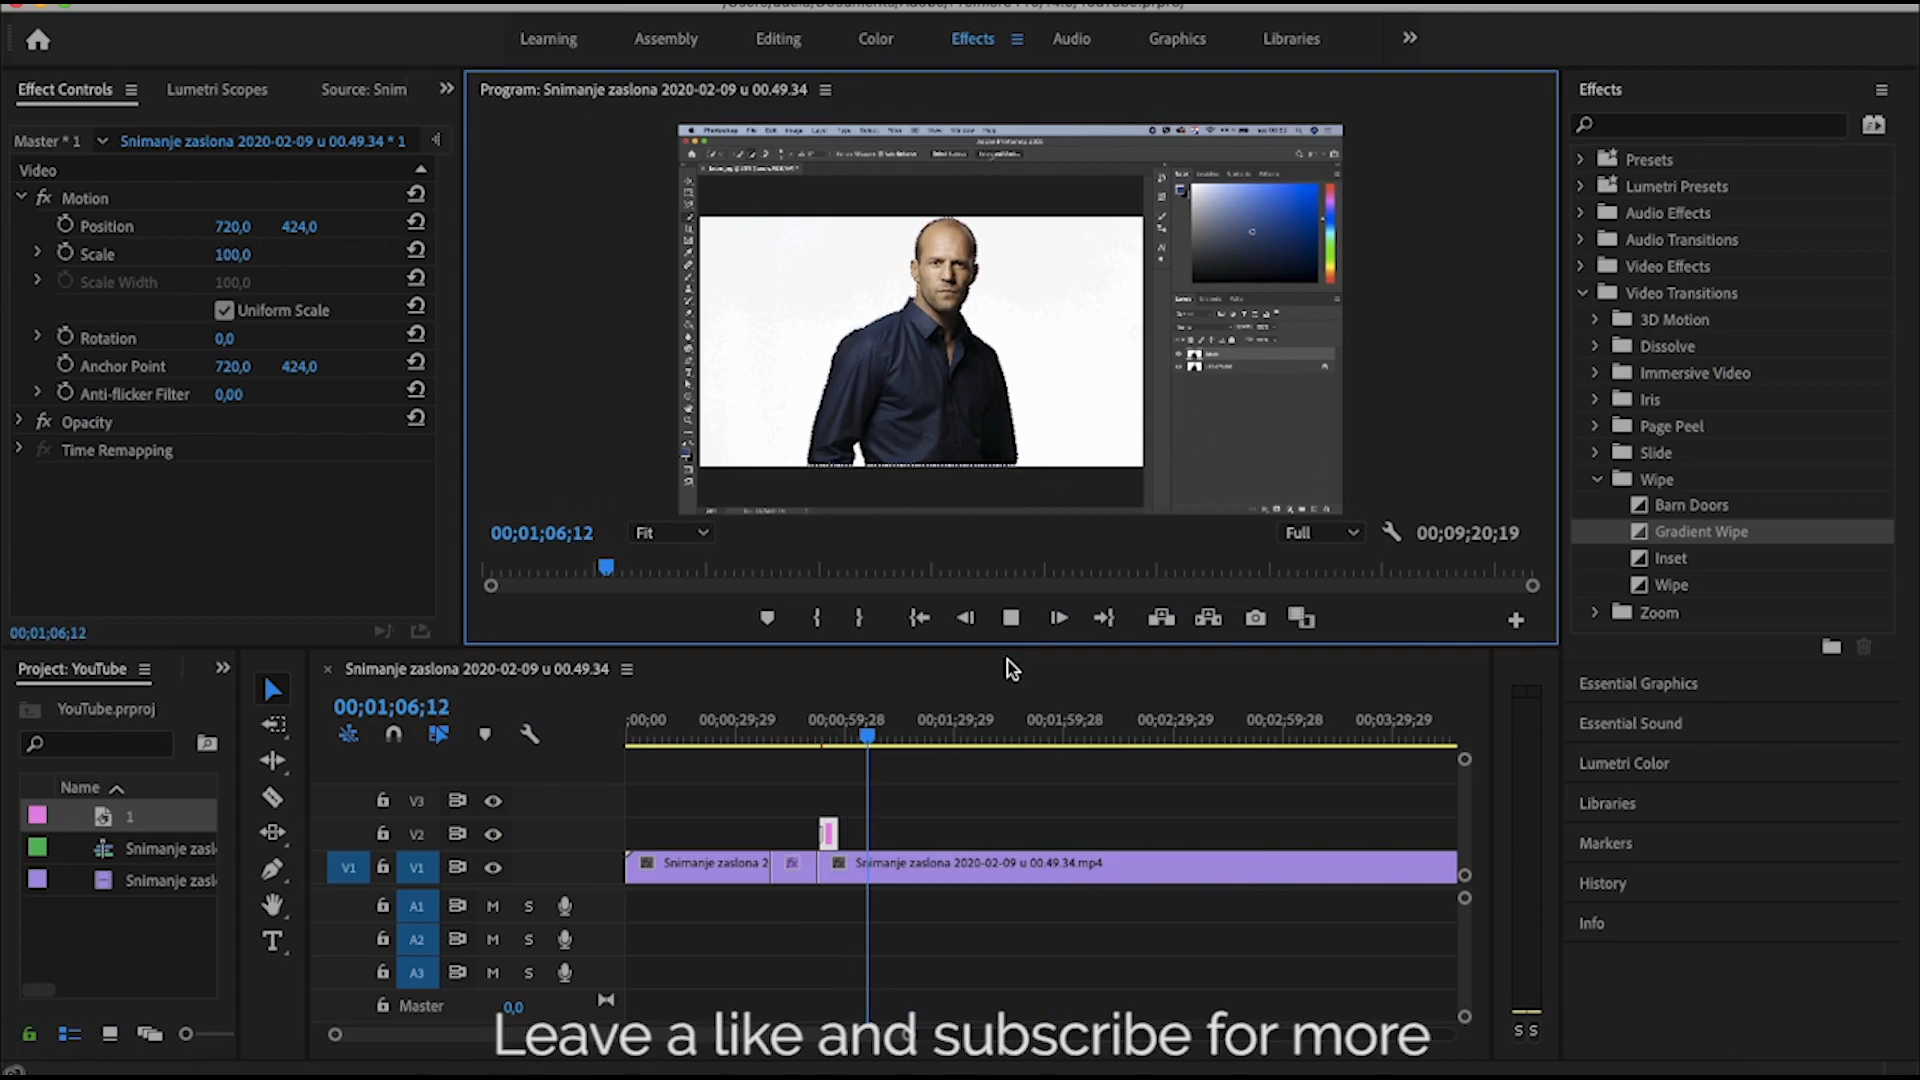 Learning Assembly Editing Color Effects Audio Graphics Libraries
Effect Controls Lumetri Scopes Source: Snim
Program: Snimanje zaslona 2020-02-09 u 00.49.34
Effects
Master * 1 Snimanje zaslona 2020-02-09 u 00.49.34 * 1
Video
Motion
Position 720,0 424,0
Scale 100,0
Scale Width 100,0
Uniform Scale
Rotation 0,0
Anchor Point 720,0 424,0
Anti-flicker Filter 0,00
Opacity
Time Remapping
00;01;06;12
00;01;06;12 Fit Full 00;09;20;19
Presets
Lumetri Presets
Audio Effects
Audio Transitions
Video Effects
Video Transitions
3D Motion
Dissolve
Immersive Video
Iris
Page Peel
Slide
Wipe
Barn Doors
Gradient Wipe
Inset
Wipe
Zoom
Essential Graphics
Essential Sound
Lumetri Color
Libraries
Markers
History
Info
Project: YouTube
YouTube.prproj
Name
1
Snimanje zasl
Snimanje zasl
Snimanje zaslona 2020-02-09 u 00.49.34
00;01;06;12
;00;00 00;00;29;29 00;00;59;28 00;01;29;29 00;01;59;28 00;02;29;29 00;02;59;28 00;03;29;29
V3
V2
V1 V1 Snimanje zaslona 2 fx Snimanje zaslona 2020-02-09 u 00.49.34.mp4
A1 M S
A2 M S
A3 M S
Master 0,0
S S
Leave a like and subscribe for more